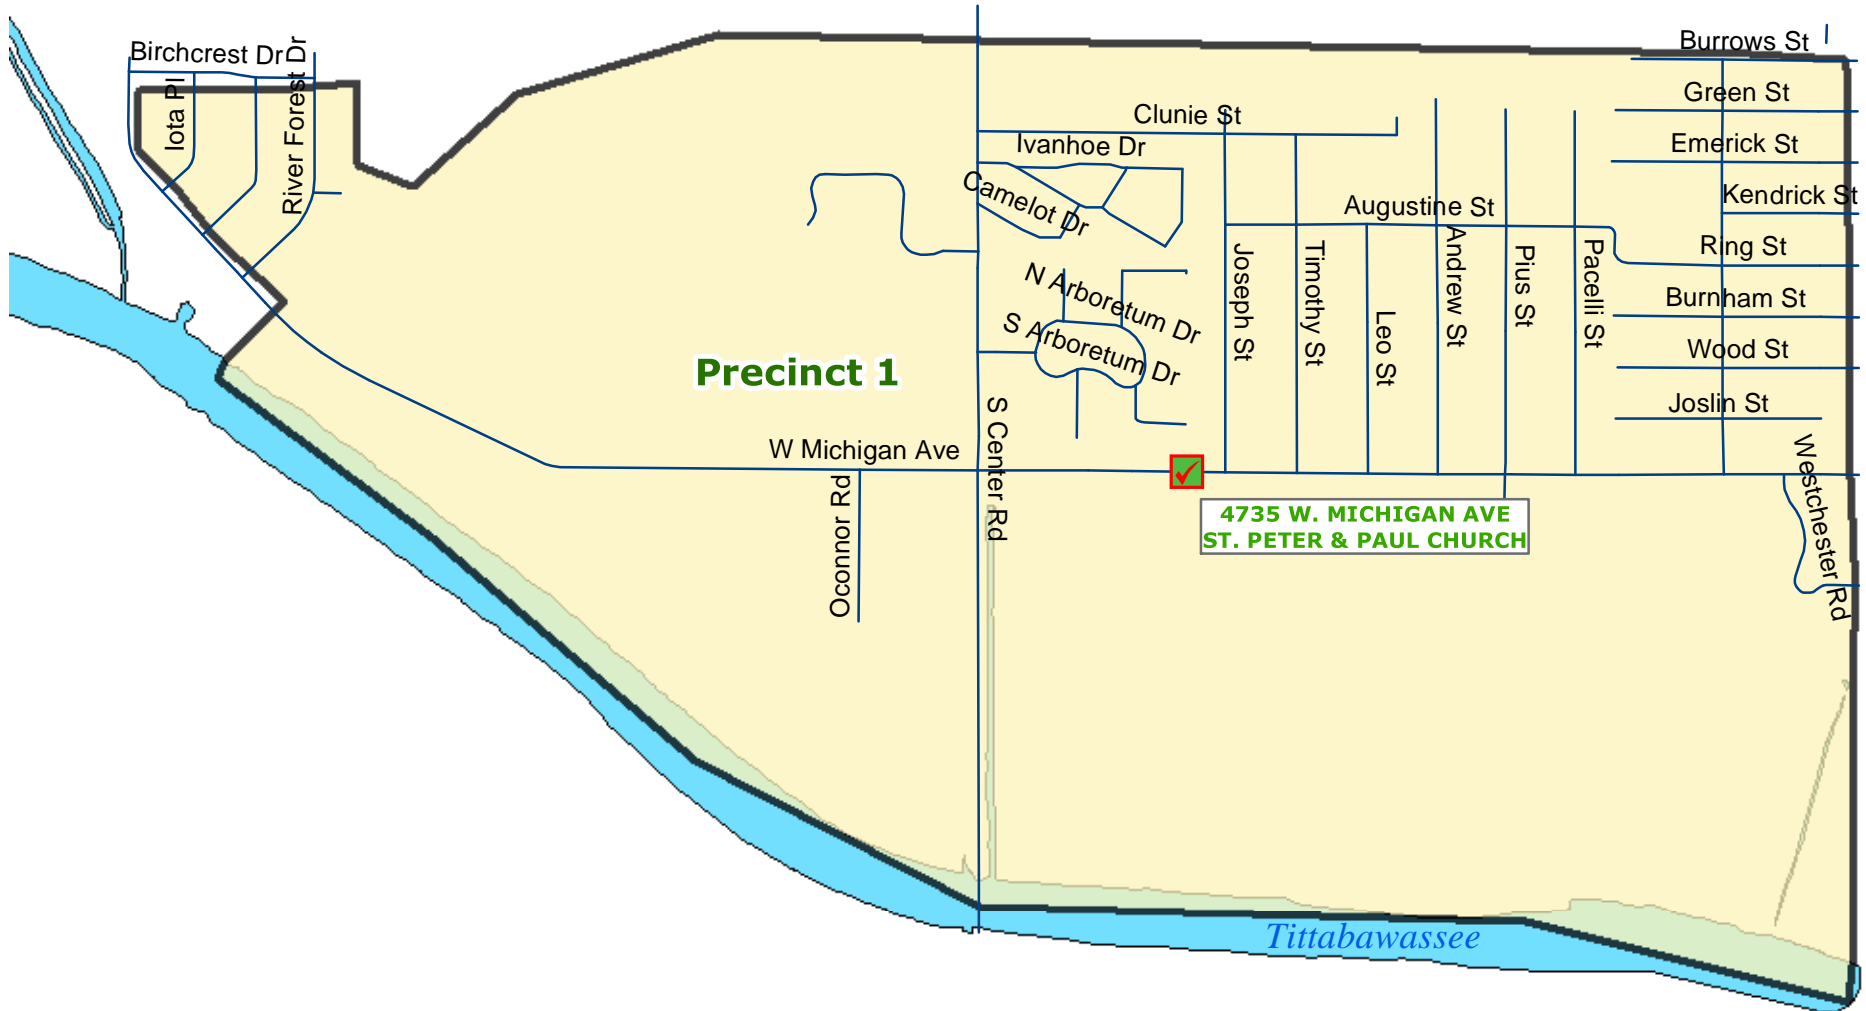 Birchcrest Dr
Iota Pl
River Forest Dr
Burrows St
Green St
Clunie St
Ivanhoe Dr
Emerick St
Camelot Dr
Kendrick St
Augustine St
Ring St
Joseph St
Timothy St
Leo St
Andrew St
Pius St
Pacelli St
N Arboretum Dr
S Arboretum Dr
Burnham St
Wood St
Precinct 1
Joslin St
S Center Rd
W Michigan Ave
Oconnor Rd
Westchester Rd
4735 W. MICHIGAN AVE
ST. PETER & PAUL CHURCH
Tittabawassee